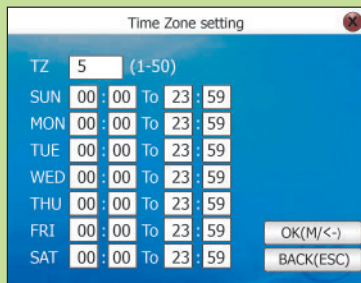 Time Zone setting
TZ 5 (1-50)
SUN 00 : 00 To 23 : 59
MON 00 : 00 To 23 : 59
TUE 00 : 00 To 23 : 59
WED 00 : 00 To 23 : 59
THU 00 : 00 To 23 : 59
FRI 00 : 00 To 23 : 59 OK(M/<-)
SAT 00 : 00 To 23 : 59 BACK(ESC)